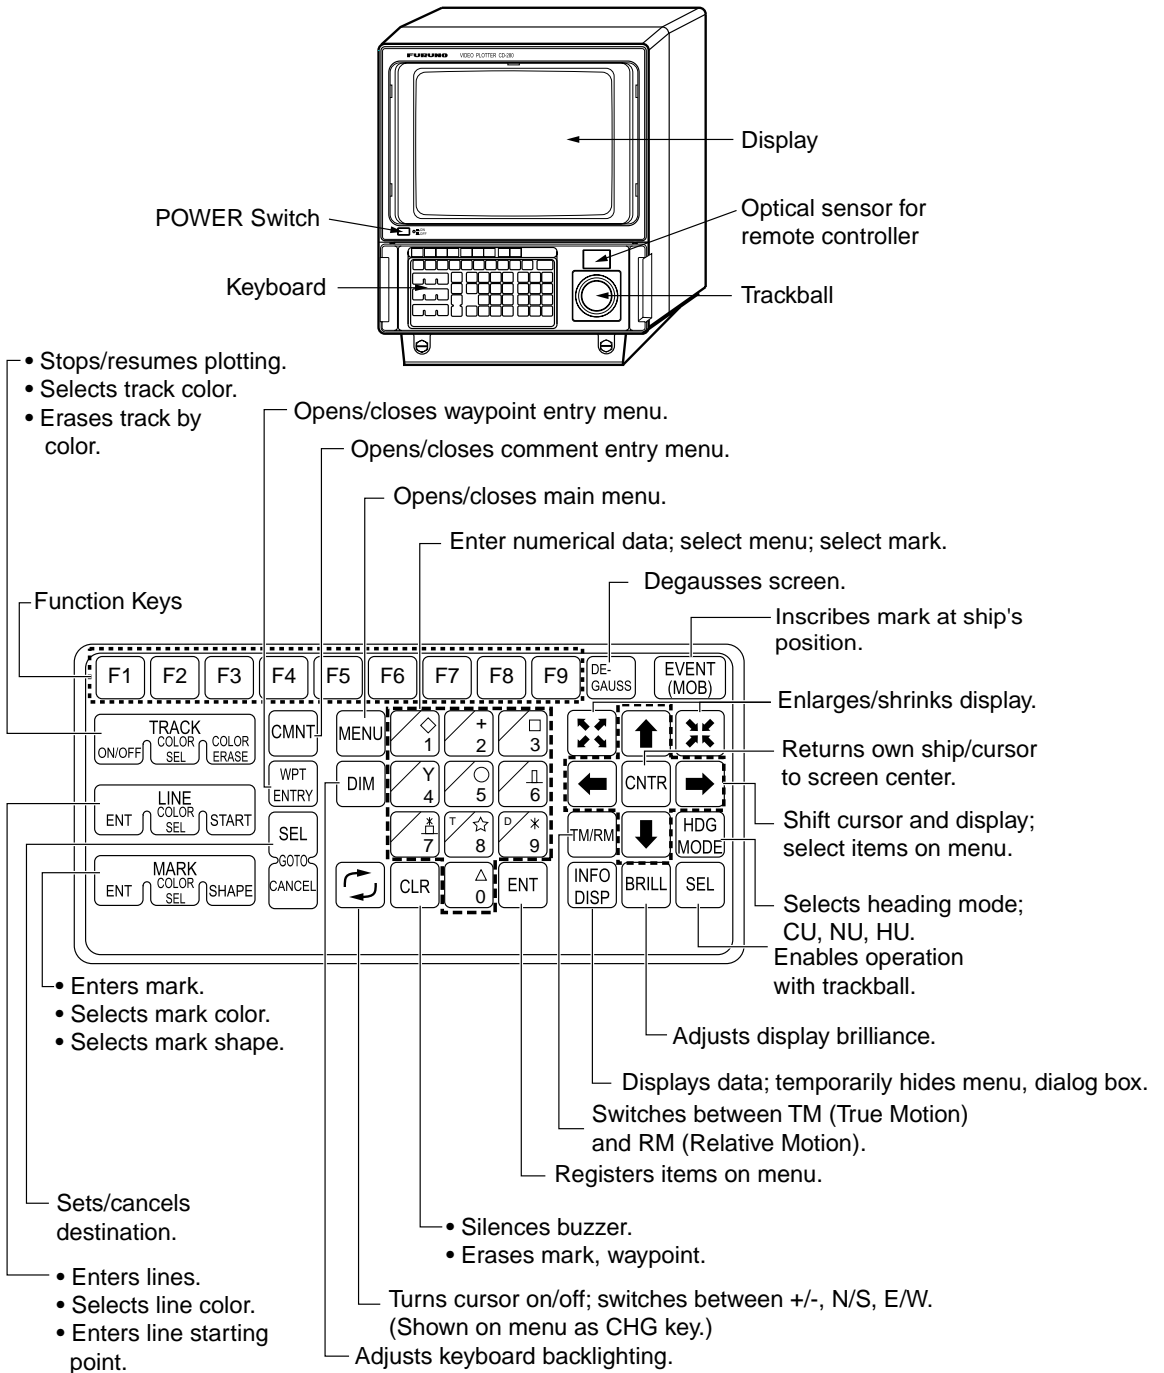 FURUNO VIDEO PLOTTER CD-280
Display
POWER Switch
ON
OFF
Optical sensor for
remote controller
Keyboard
Trackball
• Stops/resumes plotting.
• Selects track color.
• Erases track by
color.
Opens/closes waypoint entry menu.
Opens/closes comment entry menu.
Opens/closes main menu.
Enter numerical data; select menu; select mark.
Degausses screen.
Function Keys
Inscribes mark at ship's
position.
F1 F2 F3 F4 F5 F6 F7 F8 F9
DE-
GAUSS
EVENT
(MOB)
Enlarges/shrinks display.
TRACK
ON/OFF
COLOR
SEL
COLOR
ERASE
CMNT
MENU
1
+
2
3
Returns own ship/cursor
to screen center.
WPT
ENTRY
DIM
Y
4
5
6
CNTR
LINE
ENT
COLOR
SEL
START
SEL
GOTO
CANCEL
7
T
8
D
9
TM/RM
HDG
MODE
Shift cursor and display;
select items on menu.
MARK
ENT
COLOR
SEL
SHAPE
CLR
0
ENT
INFO
DISP
BRILL
SEL
Selects heading mode;
CU, NU, HU.
Enables operation
with trackball.
• Enters mark.
• Selects mark color.
• Selects mark shape.
Adjusts display brilliance.
Displays data; temporarily hides menu, dialog box.
Switches between TM (True Motion)
and RM (Relative Motion).
Registers items on menu.
Sets/cancels
destination.
• Silences buzzer.
• Erases mark, waypoint.
• Enters lines.
• Selects line color.
• Enters line starting
point.
Turns cursor on/off; switches between +/-, N/S, E/W.
(Shown on menu as CHG key.)
Adjusts keyboard backlighting.